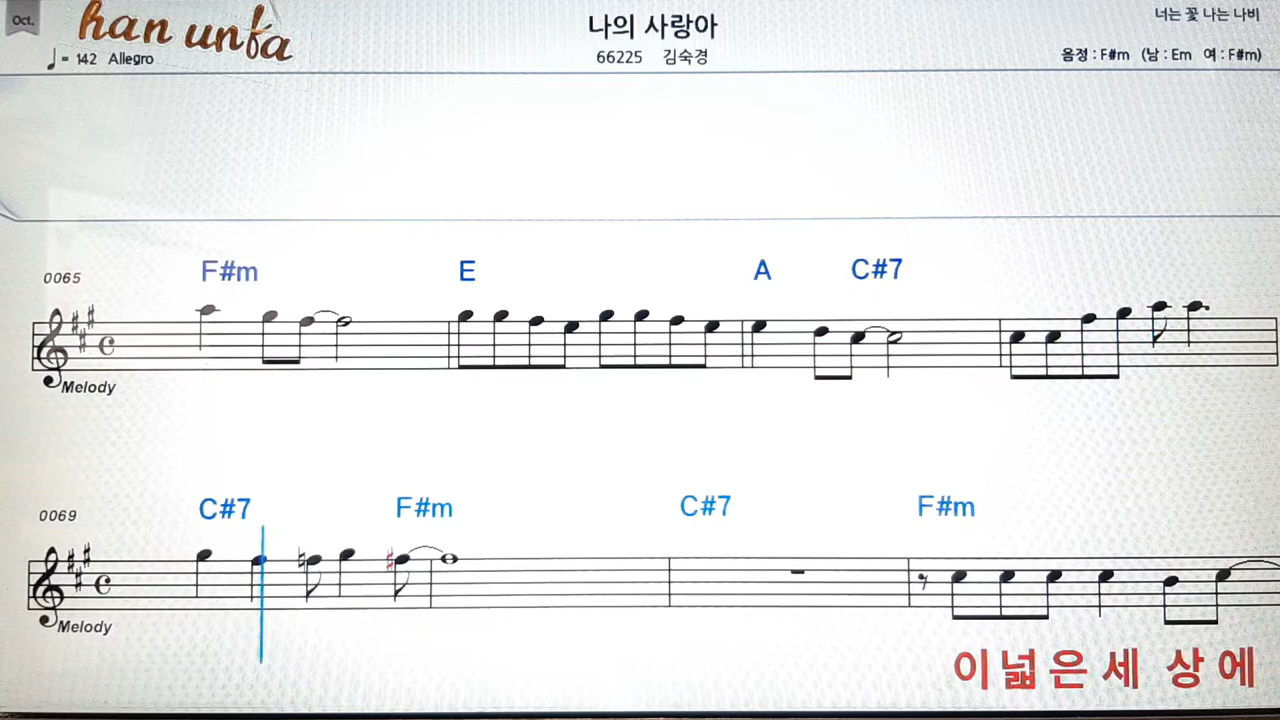 Oct.
han unfa
나의 사랑아
너는 꽃 나는 나비
♩ = 142 Allegro
66225 김숙경
음정 : F#m (남 : Em 여 : F#m)
0065
F#m E A C#7
Melody
0069
C#7 F#m C#7 F#m
Melody
이 넓 은 세 상 에